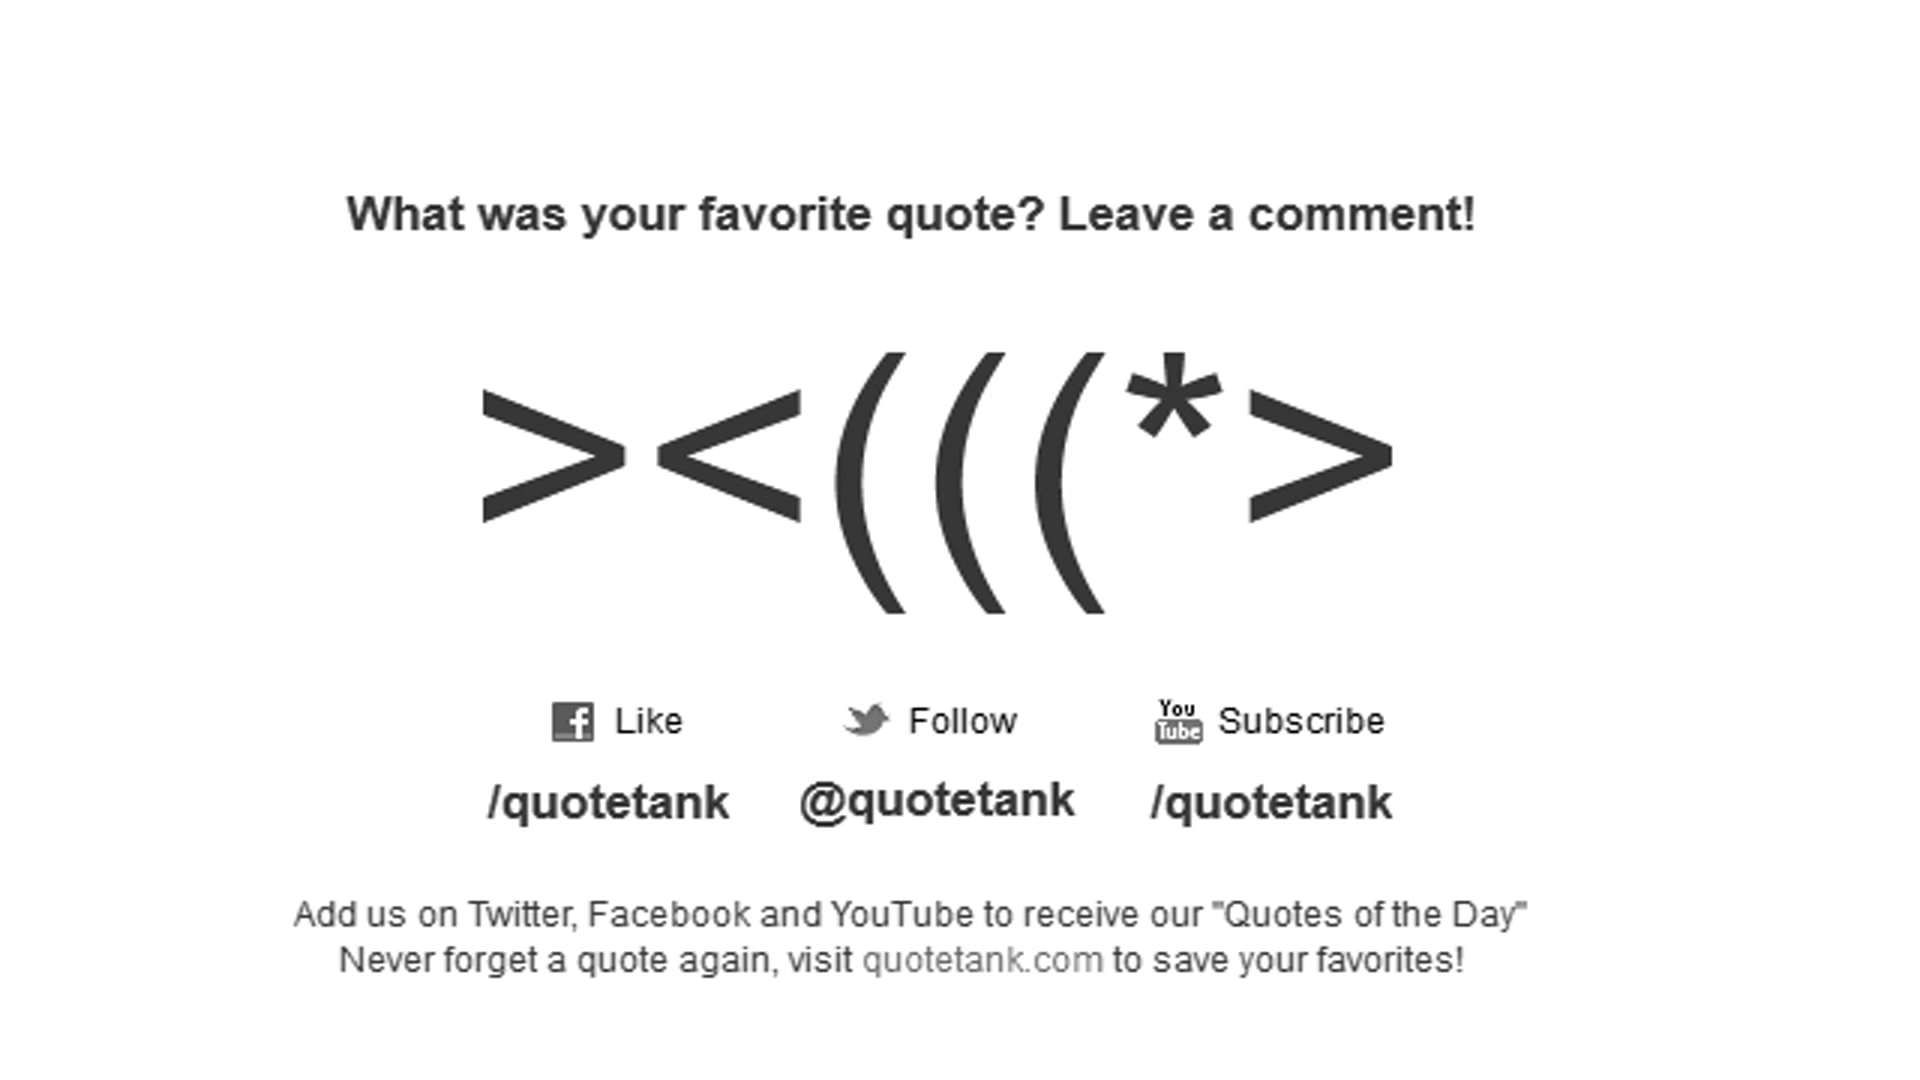 What was your favorite quote? Leave a comment!
><(((*>
f Like
Follow
You Tube Subscribe
/quotetank
@quotetank
/quotetank
Add us on Twitter, Facebook and YouTube to receive our "Quotes of the Day"
Never forget a quote again, visit quotetank.com to save your favorites!